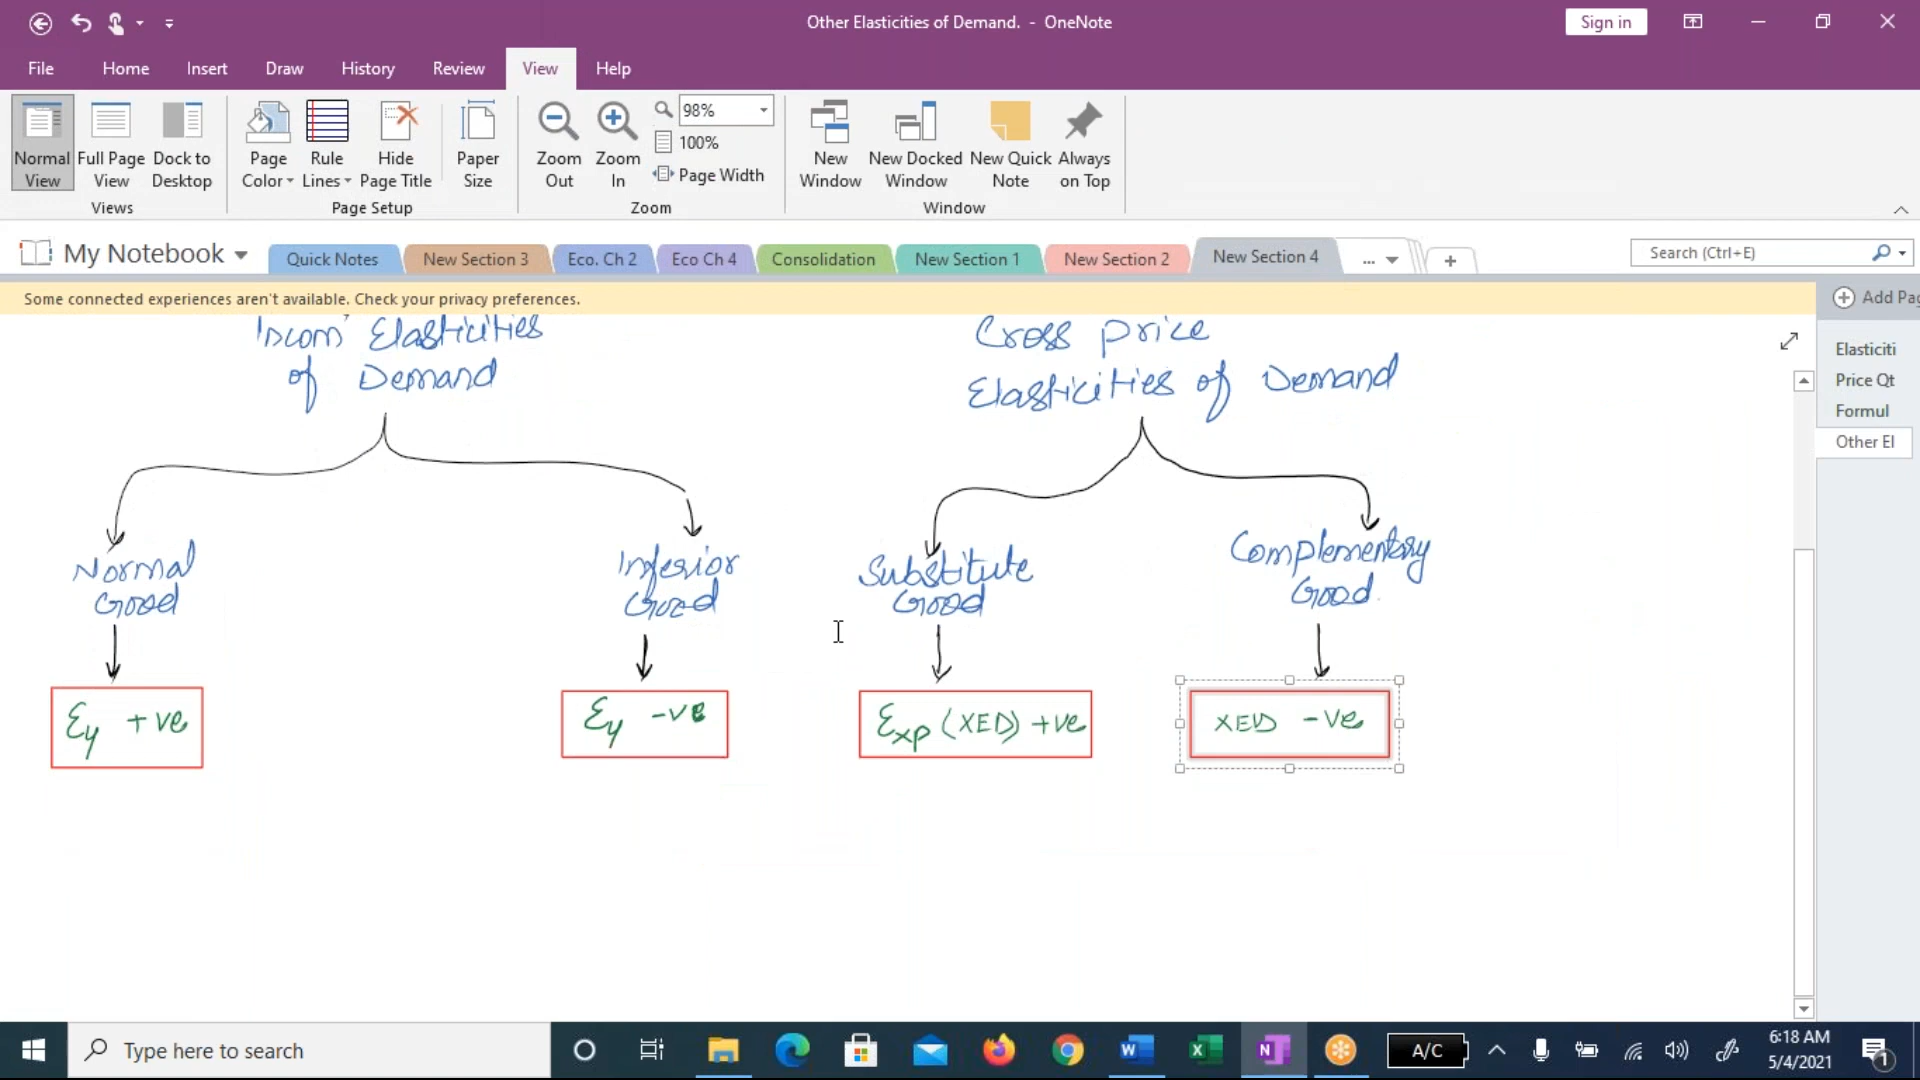 Other Elasticities of Demand. - OneNote
Sign in
File Home Insert Draw History Review View Help
Normal View
Full Page View
Dock to Desktop
Views
Page Color
Rule Lines
Hide Page Title
Paper Size
Page Setup
Zoom Out
Zoom In
98%
100%
Page Width
Zoom
New Window
New Docked Window
New Quick Note
Always on Top
Window
My Notebook
Quick Notes
New Section 3
Eco. Ch 2
Eco Ch 4
Consolidation
New Section 1
New Section 2
New Section 4
...
Search (Ctrl+E)
Some connected experiences aren't available. Check your privacy preferences.
Add Pag
Elasticiti
Price Qt
Formul
Other El
Elasticities
of Demand
Cross price
Elasticities of Demand
Normal
Good
Inferior
Good
Substitute
Good
Complementary
Good.
Ey +ve
Ey -ve
Exp (XED) +ve
XED -ve
Type here to search
A/C
6:18 AM
5/4/2021
1